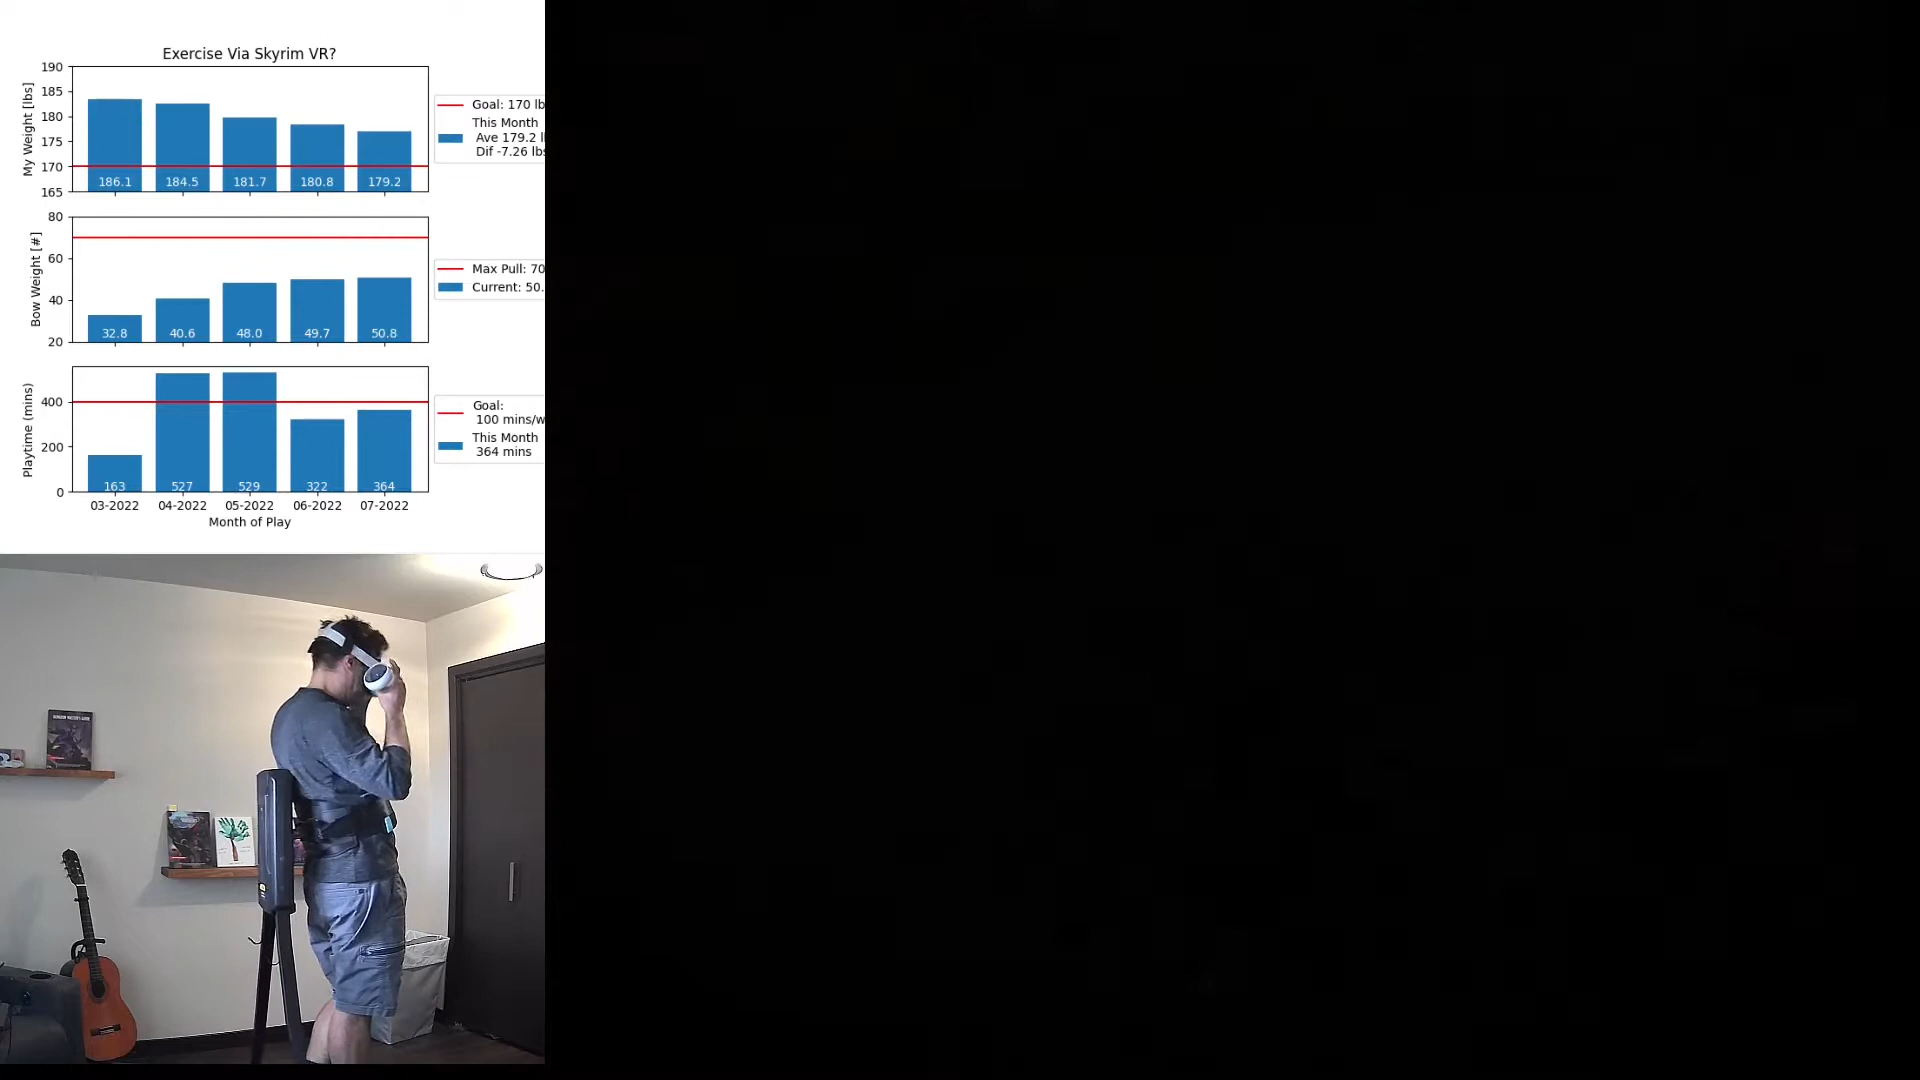 Exercise Via Skyrim VR?
My Weight [lbs]
190
185
180
175
170
165
186.1 184.5 181.7 180.8 179.2
Goal: 170 lb
This Month
Ave 179.2 l
Dif -7.26 lbs
Bow Weight [#]
80
60
40
20
32.8 40.6 48.0 49.7 50.8
Max Pull: 70
Current: 50.
Playtime (mins)
400
200
0
163 527 529 322 364
Goal:
100 mins/w
This Month
364 mins
03-2022 04-2022 05-2022 06-2022 07-2022
Month of Play
DUNGEON MASTER'S GUIDE